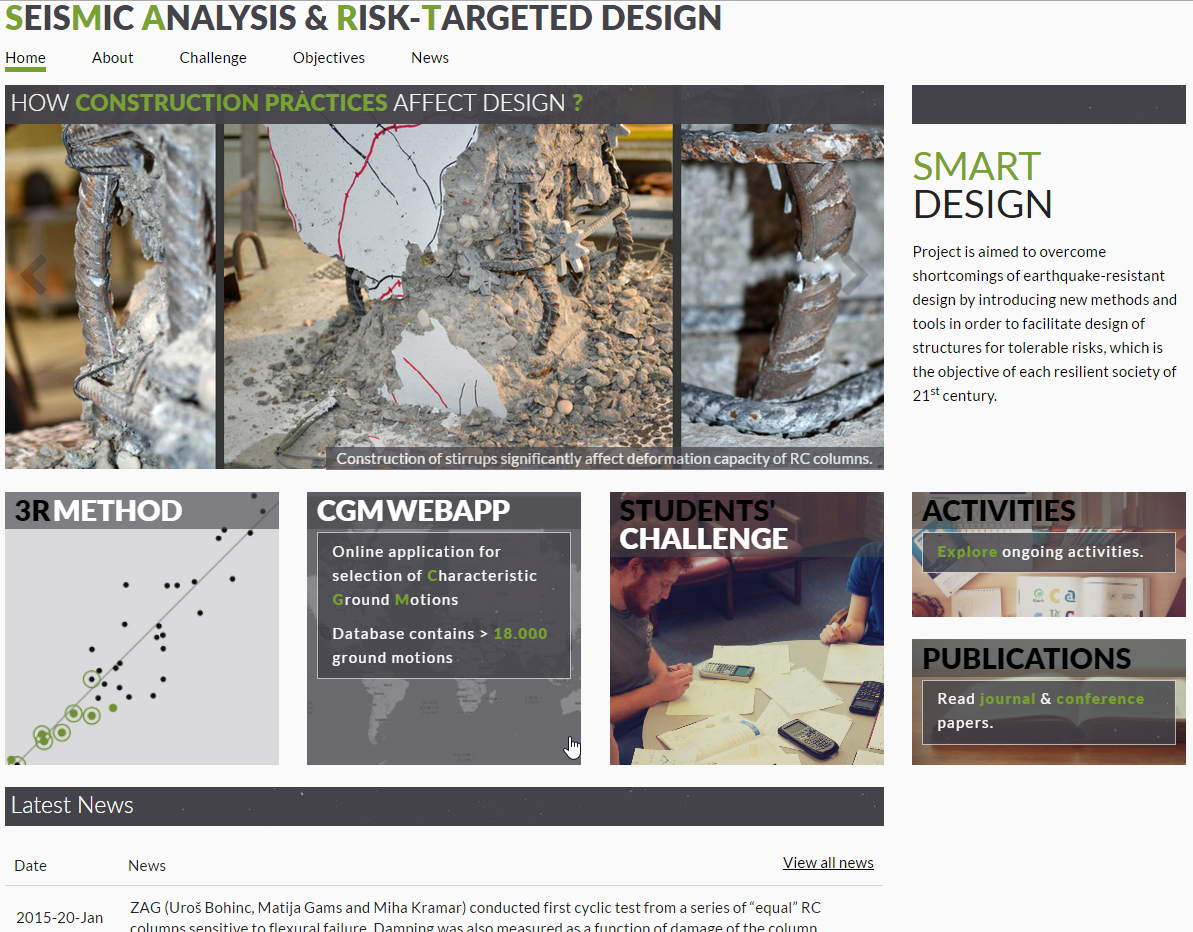 SEISMIC ANALYSIS & RISK-TARGETED DESIGN
Home About Challenge Objectives News
HOW CONSTRUCTION PRACTICES AFFECT DESIGN ?
Construction of stirrups significantly affect deformation capacity of RC columns.
SMART
DESIGN
Project is aimed to overcome
shortcomings of earthquake-resistant
design by introducing new methods and
tools in order to facilitate design of
structures for tolerable risks, which is
the objective of each resilient society of
21st century.
3R METHOD
CGM WEBAPP
Online application for
selection of Characteristic
Ground Motions
Database contains > 18.000
ground motions
STUDENTS'
CHALLENGE
ACTIVITIES
Explore ongoing activities.
PUBLICATIONS
Read journal & conference
papers.
Latest News
Date News View all news
2015-20-Jan
ZAG (Uroš Bohinc, Matija Gams and Miha Kramar) conducted first cyclic test from a series of “equal” RC
columns sensitive to flexural failure. Damping was also measured as a function of damage of the column.